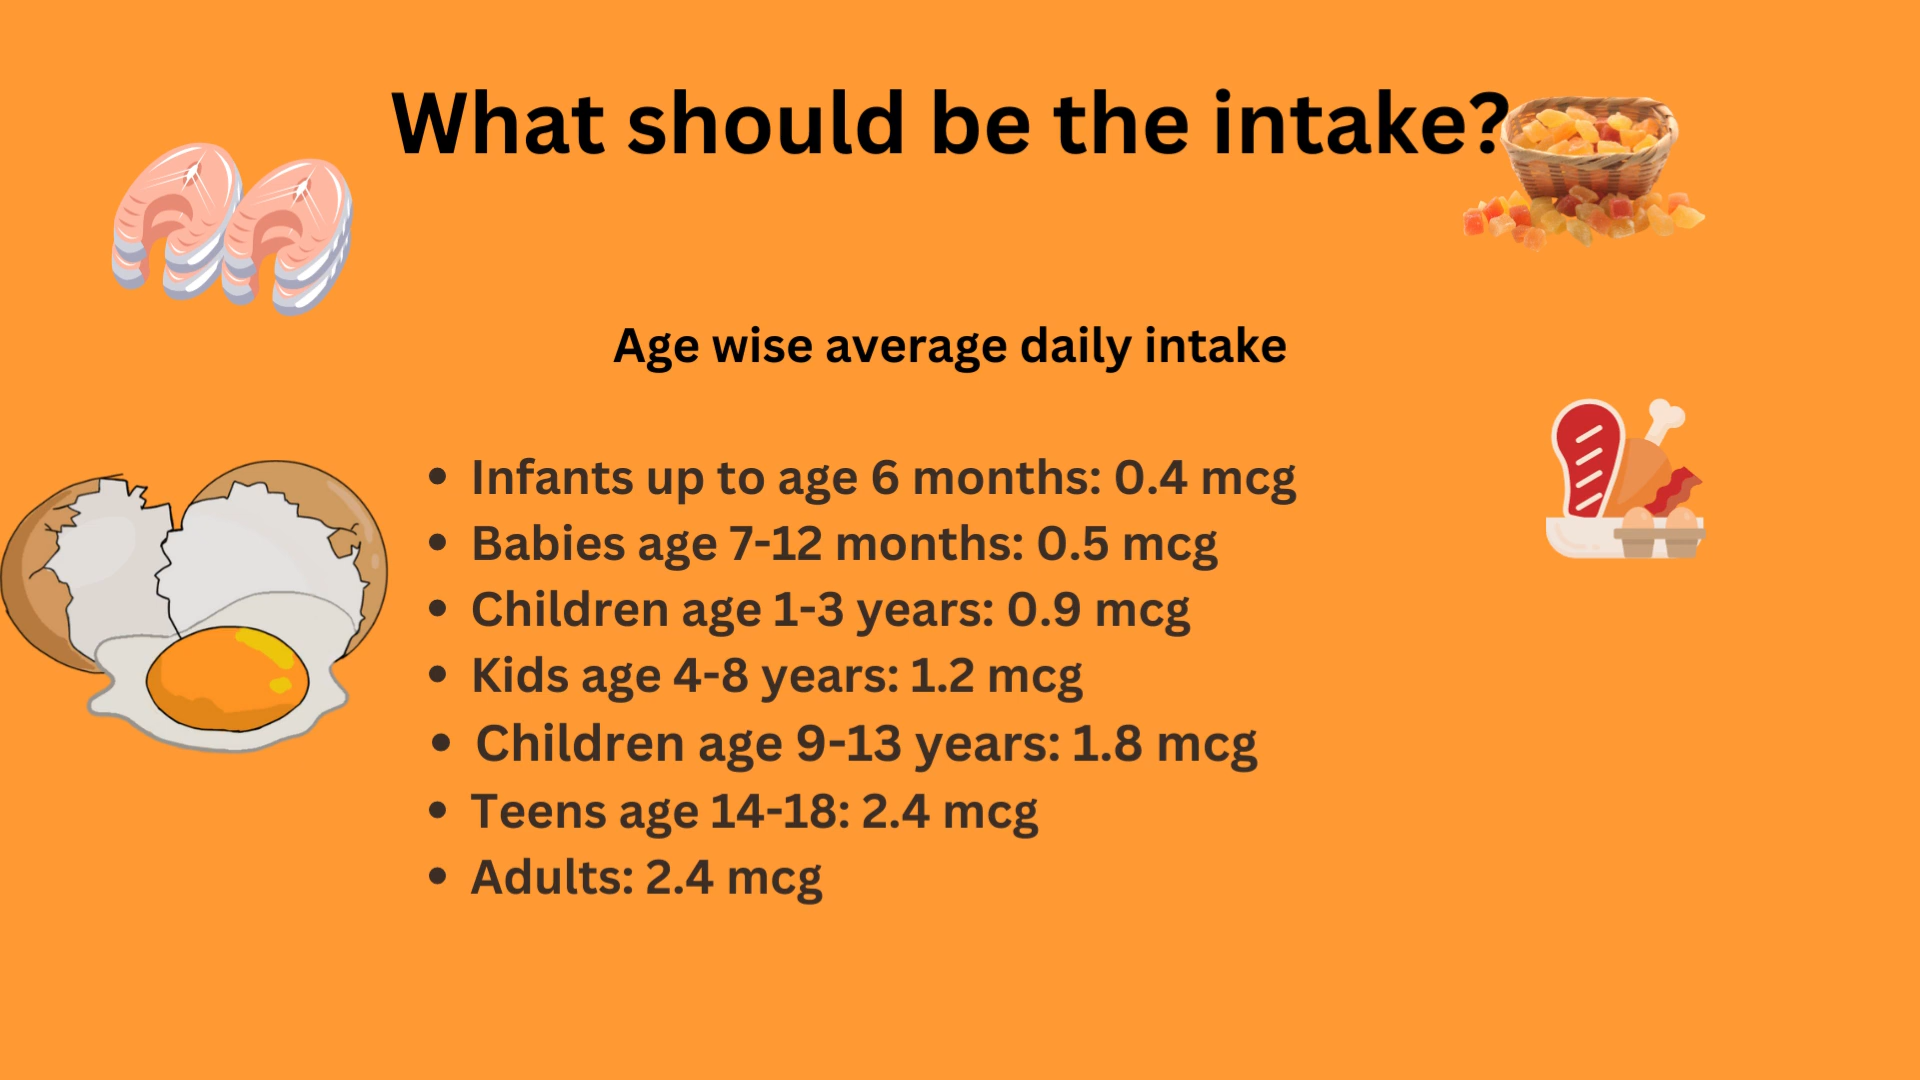 What should be the intake?
Age wise average daily intake
• Infants up to age 6 months: 0.4 mcg
• Babies age 7-12 months: 0.5 mcg
• Children age 1-3 years: 0.9 mcg
• Kids age 4-8 years: 1.2 mcg
• Children age 9-13 years: 1.8 mcg
• Teens age 14-18: 2.4 mcg
• Adults: 2.4 mcg